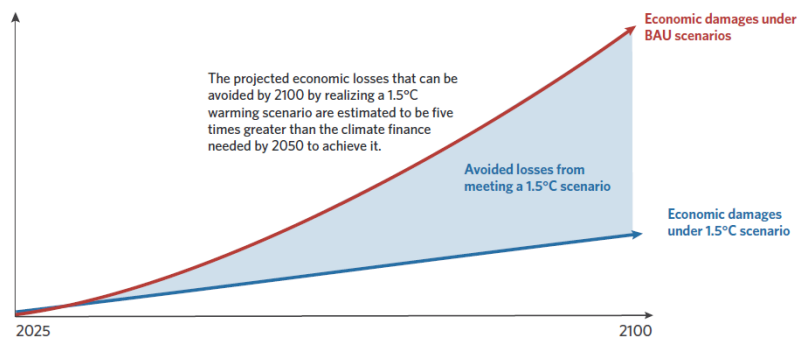 Economic damages under
BAU scenarios
The projected economic losses that can be
avoided by 2100 by realizing a 1.5°C
warming scenario are estimated to be five
times greater than the climate finance
needed by 2050 to achieve it.
Avoided losses from
meeting a 1.5°C scenario
Economic damages
under 1.5°C scenario
2025
2100